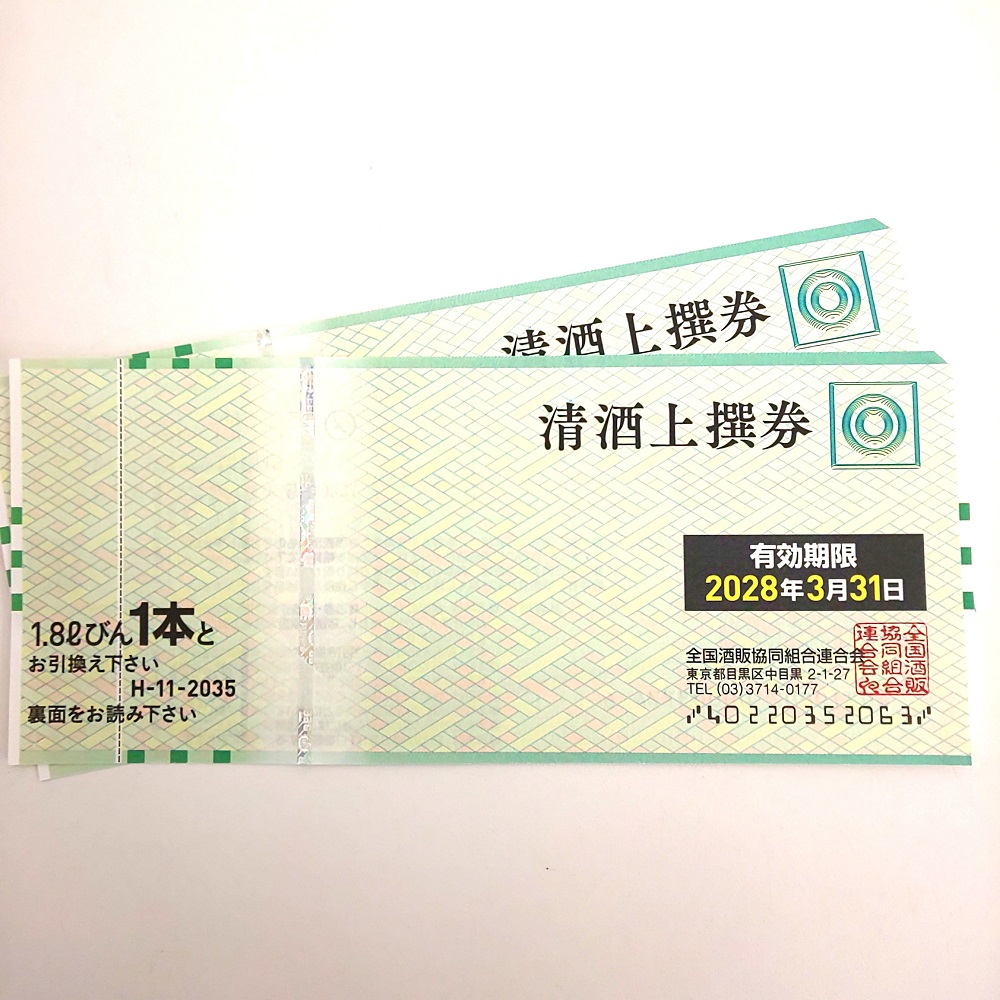 清酒上撰券
清酒上撰券
有効期限
2028年3月31日
1.8ℓびん1本と
お引換え下さい
H-11-2035
裏面をお読み下さい
全国酒販協同組合連合会
東京都目黒区中目黒 2-1-27
TEL (03) 3714-0177
全国酒販
協同組合
連合会之
40220352063